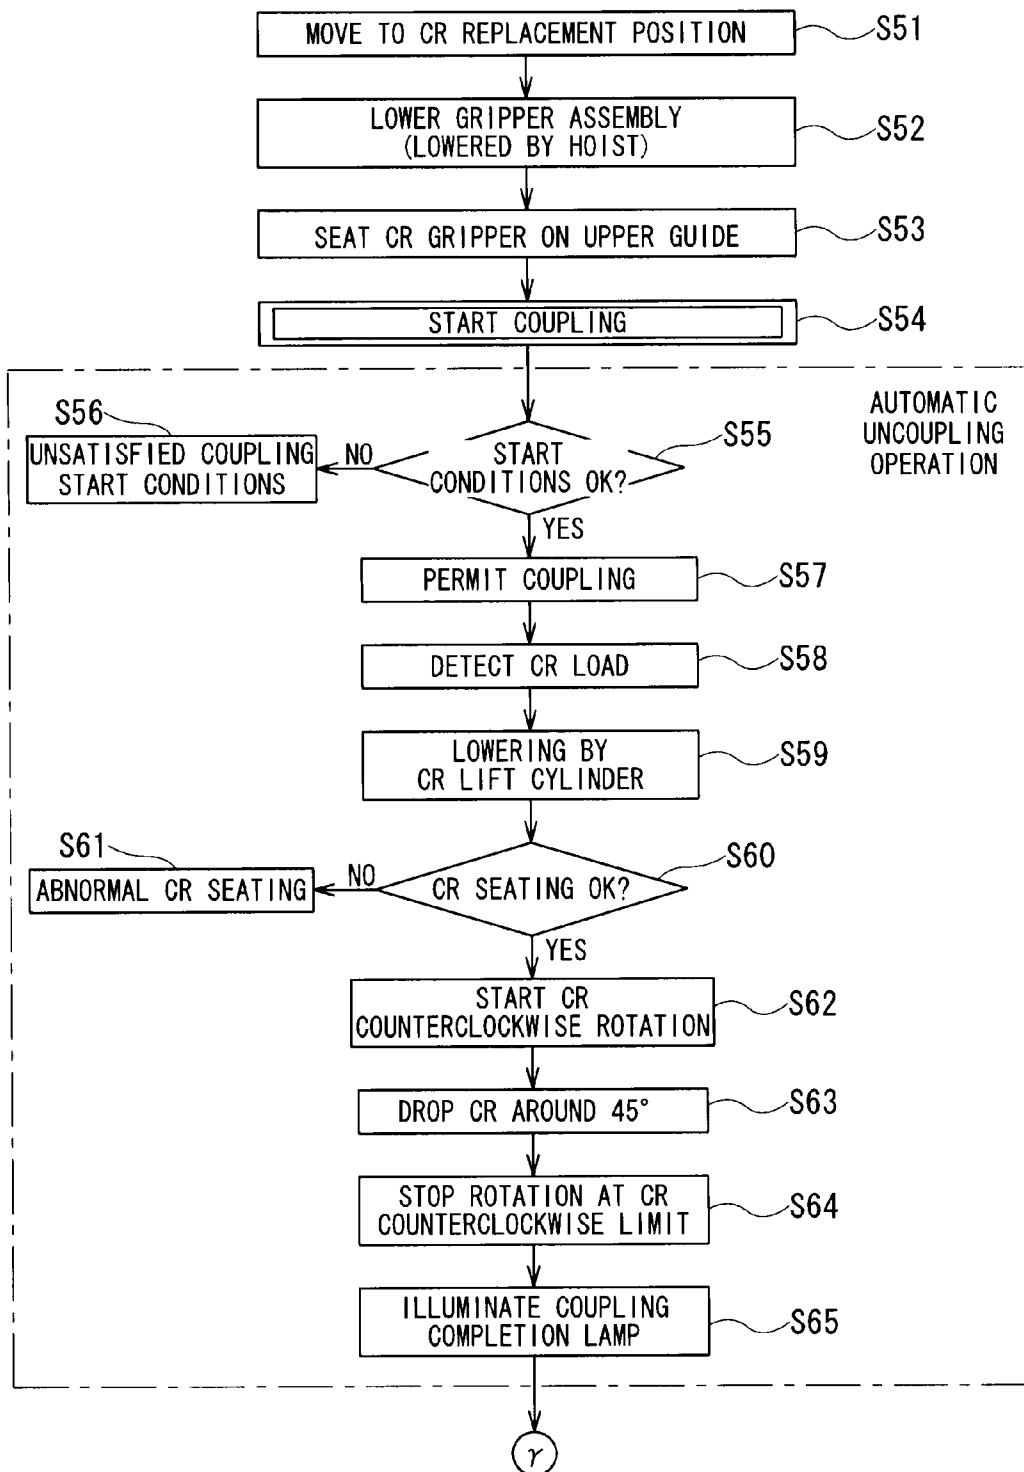 MOVE TO CR REPLACEMENT POSITION
S51
LOWER GRIPPER ASSEMBLY
(LOWERED BY HOIST)
S52
SEAT CR GRIPPER ON UPPER GUIDE
S53
START COUPLING
S54
AUTOMATIC
UNCOUPLING
OPERATION
S56
UNSATISFIED COUPLING
START CONDITIONS
NO
START
CONDITIONS OK?
S55
YES
PERMIT COUPLING
S57
DETECT CR LOAD
S58
LOWERING BY
CR LIFT CYLINDER
S59
S61
ABNORMAL CR SEATING
NO
CR SEATING OK?
S60
YES
START CR
COUNTERCLOCKWISE ROTATION
S62
DROP CR AROUND 45°
S63
STOP ROTATION AT CR
COUNTERCLOCKWISE LIMIT
S64
ILLUMINATE COUPLING
COMPLETION LAMP
S65
γ